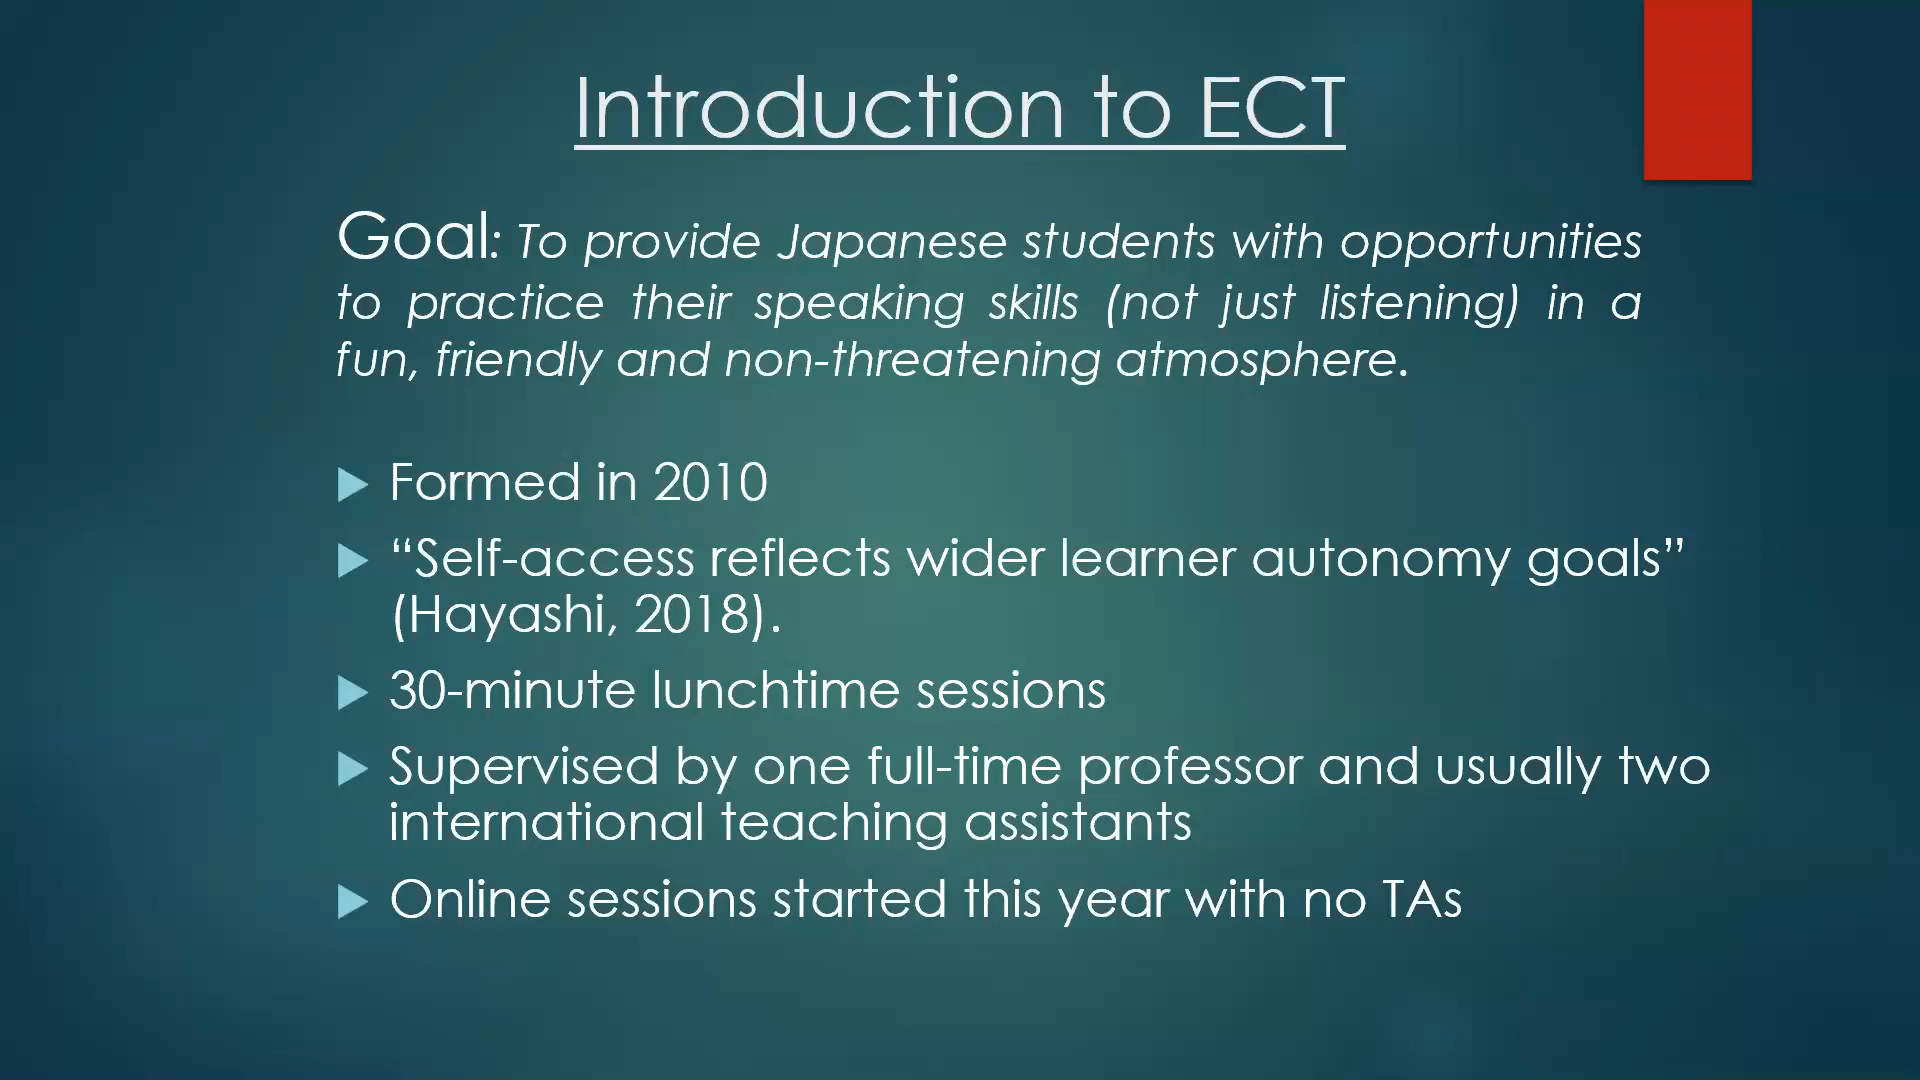 Introduction to ECT
Goal: To provide Japanese students with opportunities
to practice their speaking skills (not just listening) in a
fun, friendly and non-threatening atmosphere.
Formed in 2010
“Self-access reflects wider learner autonomy goals”
(Hayashi, 2018).
30-minute lunchtime sessions
Supervised by one full-time professor and usually two
international teaching assistants
Online sessions started this year with no TAs